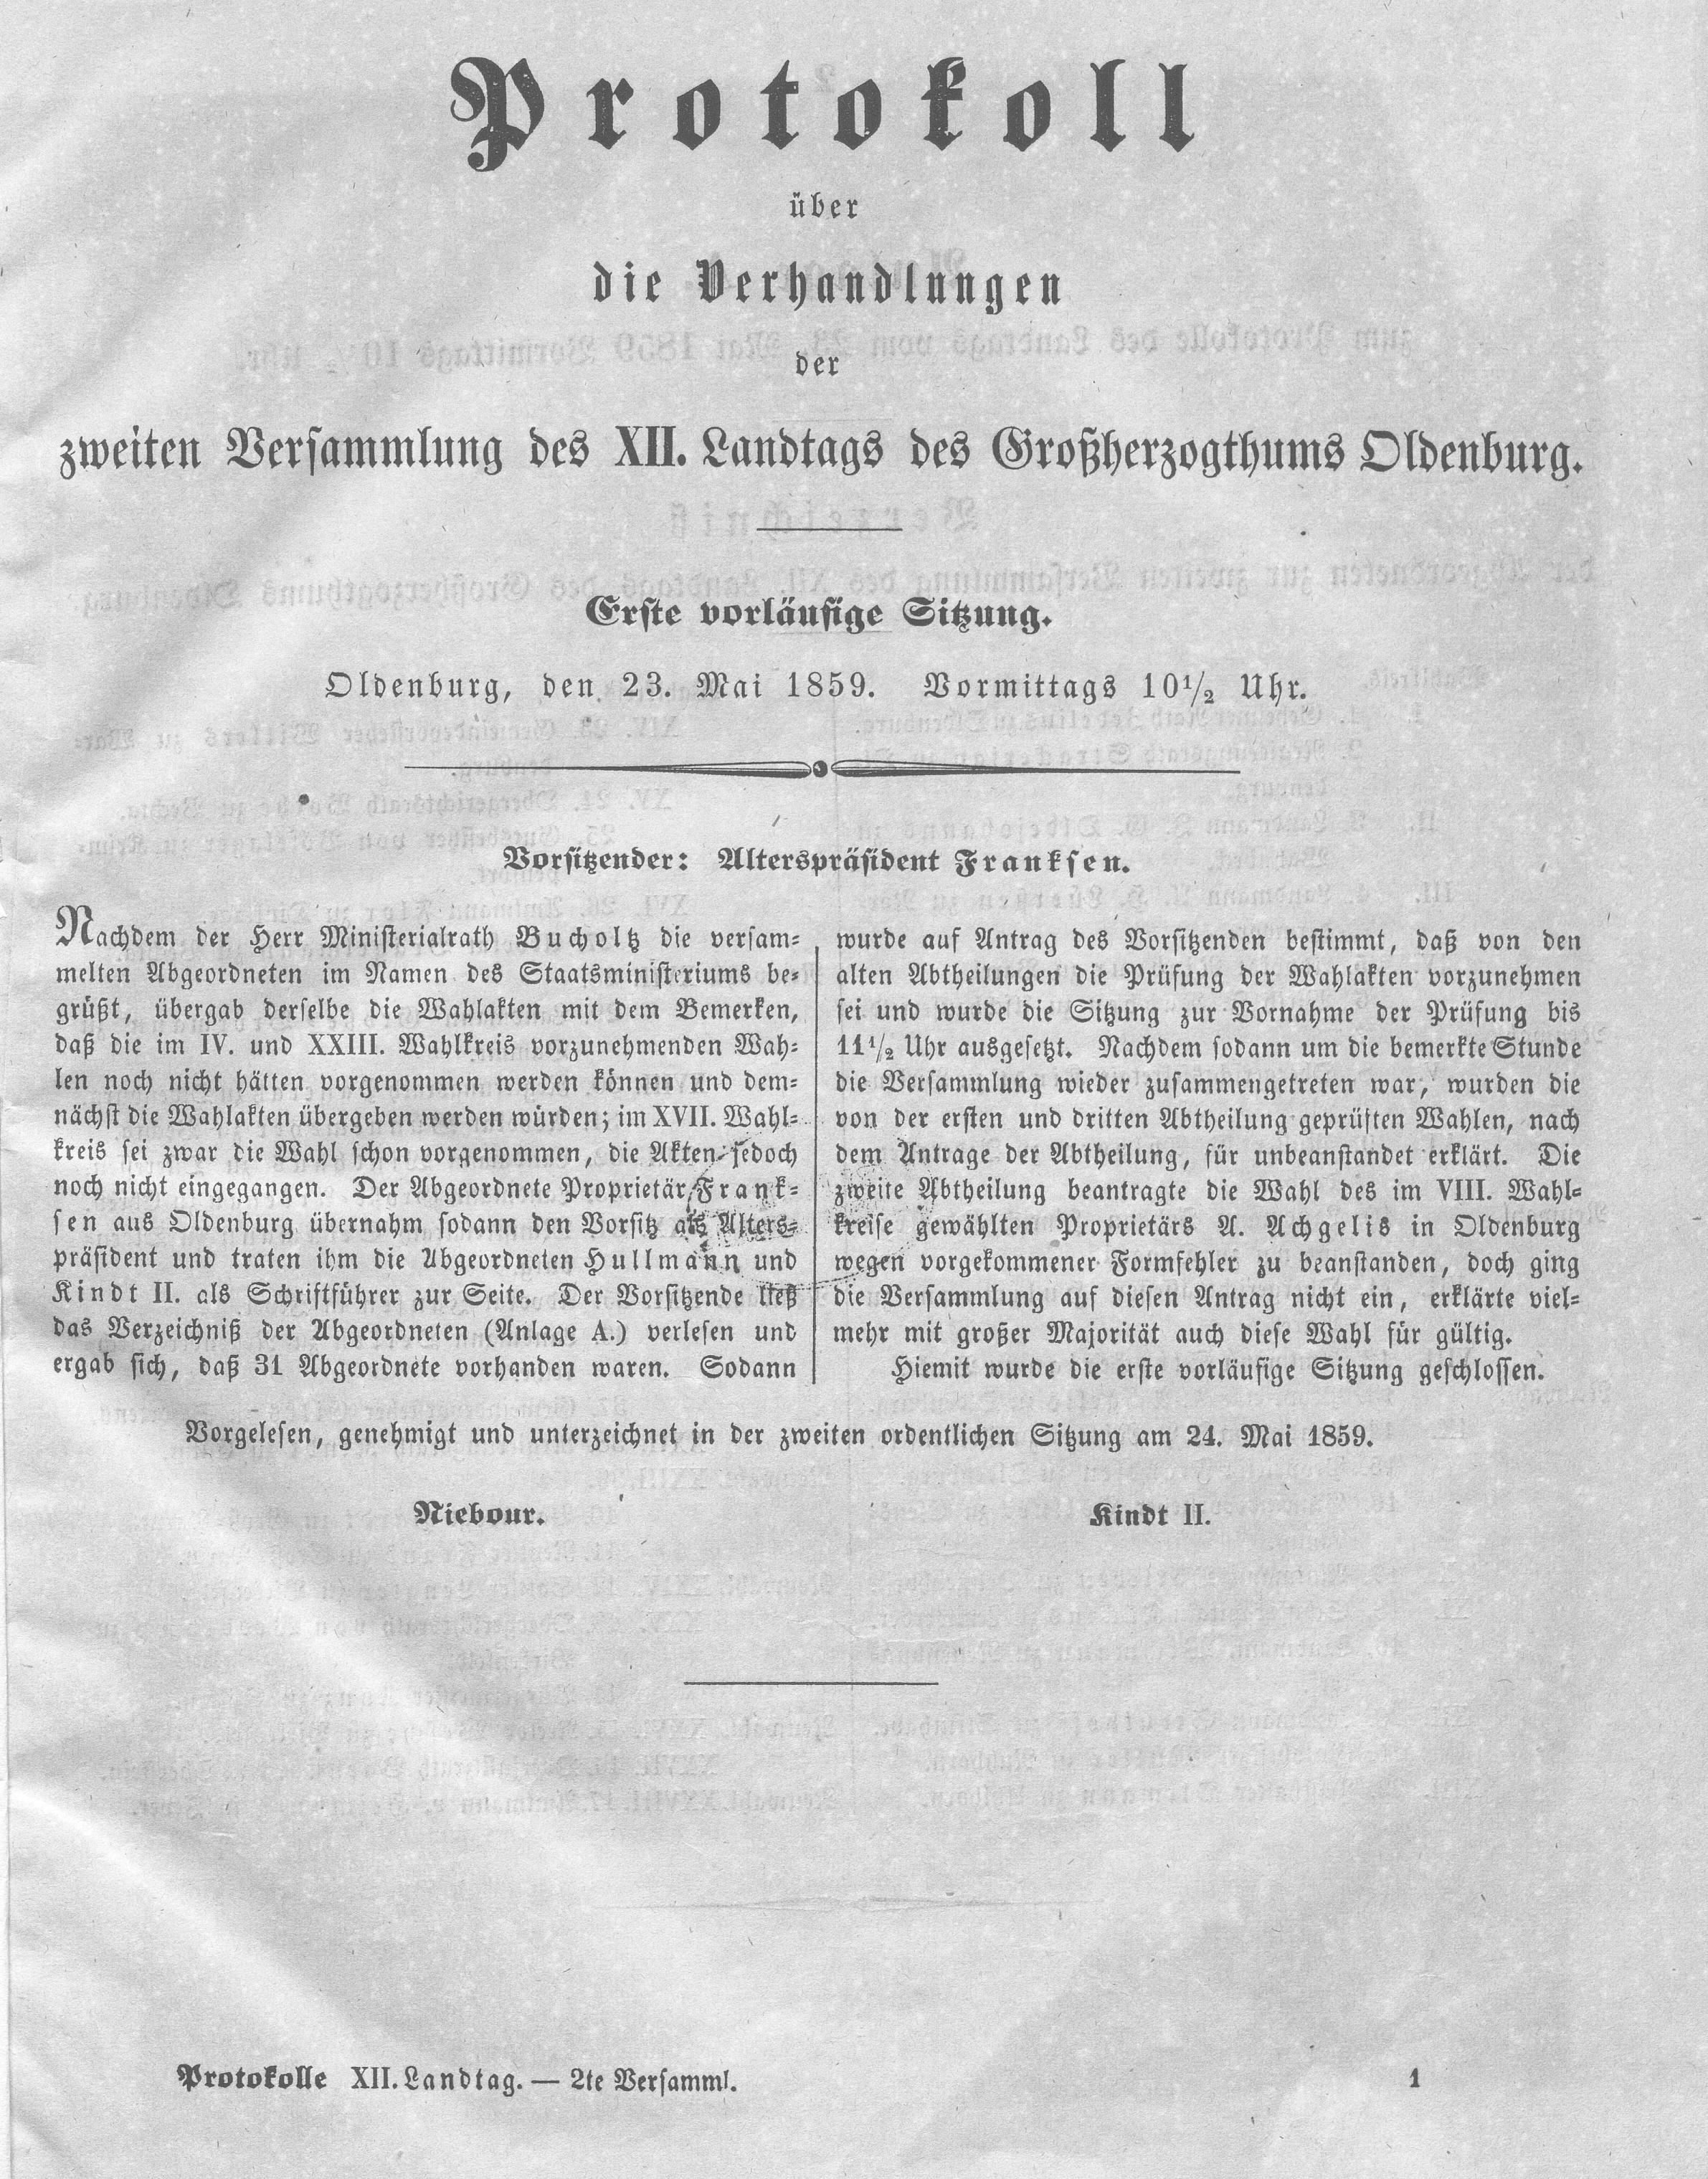 Protokoll
über
die Verhandlungen
der
zweiten Versammlung des XII. Landtags des Großherzogthums Oldenburg.
Erste vorläufige Sitzung.
Oldenburg, den 23. Mai 1859. Vormittags 10½ Uhr.
Vorsitzender: Alterspräsident Franksen.
Nachdem der Herr Ministerialrath Bucholtz die versam-
melten Abgeordneten im Namen des Staatsministeriums be-
grüßt, übergab derselbe die Wahlakten mit dem Bemerken,
daß die im IV. und XXIII. Wahlkreis vorzunehmenden Wah-
len noch nicht hätten vorgenommen werden können und dem-
nächst die Wahlakten übergeben werden würden; im XVII. Wahl-
kreis sei zwar die Wahl schon vorgenommen, die Akten jedoch
noch nicht eingegangen. Der Abgeordnete Proprietär Frank-
sen aus Oldenburg übernahm sodann den Vorsitz als Alters-
präsident und traten ihm die Abgeordneten Hullmann und
Kindt II. als Schriftführer zur Seite. Der Vorsitzende ließ
das Verzeichniß der Abgeordneten (Anlage A.) verlesen und
ergab sich, daß 31 Abgeordnete vorhanden waren. Sodann
wurde auf Antrag des Vorsitzenden bestimmt, daß von den
alten Abtheilungen die Prüfung der Wahlakten vorzunehmen
sei und wurde die Sitzung zur Vornahme der Prüfung bis
11½ Uhr ausgesetzt. Nachdem sodann um die bemerkte Stunde
die Versammlung wieder zusammengetreten war, wurden die
von der ersten und dritten Abtheilung geprüften Wahlen, nach
dem Antrage der Abtheilung, für unbeanstandet erklärt. Die
zweite Abtheilung beantragte die Wahl des im VIII. Wahl-
kreise gewählten Proprietärs A. Achgelis in Oldenburg
wegen vorgekommener Formfehler zu beanstanden, doch ging
die Versammlung auf diesen Antrag nicht ein, erklärte viel-
mehr mit großer Majorität auch diese Wahl für gültig.
Hiemit wurde die erste vorläufige Sitzung geschlossen.
Vorgelesen, genehmigt und unterzeichnet in der zweiten ordentlichen Sitzung am 24. Mai 1859.
Niebour. Kindt II.
Protokolle XII. Landtag. — 2te Versamml. 1